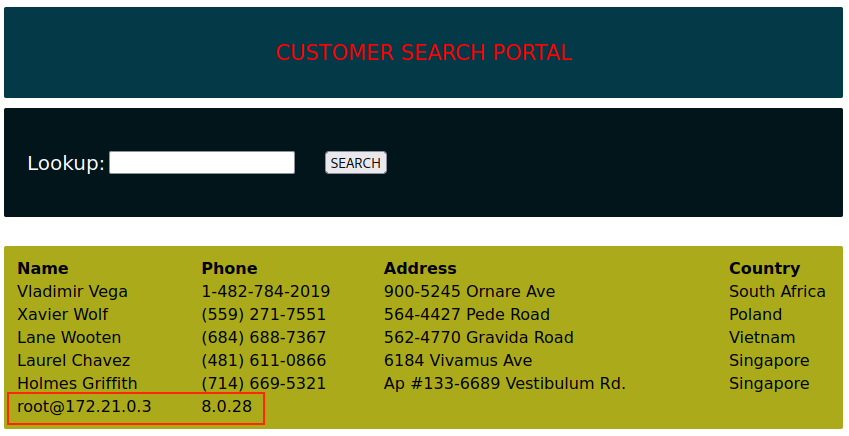 CUSTOMER SEARCH PORTAL
Lookup: SEARCH
Name Phone Address Country
Vladimir Vega 1-482-784-2019 900-5245 Ornare Ave South Africa
Xavier Wolf (559) 271-7551 564-4427 Pede Road Poland
Lane Wooten (684) 688-7367 562-4770 Gravida Road Vietnam
Laurel Chavez (481) 611-0866 6184 Vivamus Ave Singapore
Holmes Griffith (714) 669-5321 Ap #133-6689 Vestibulum Rd. Singapore
root@172.21.0.3 8.0.28